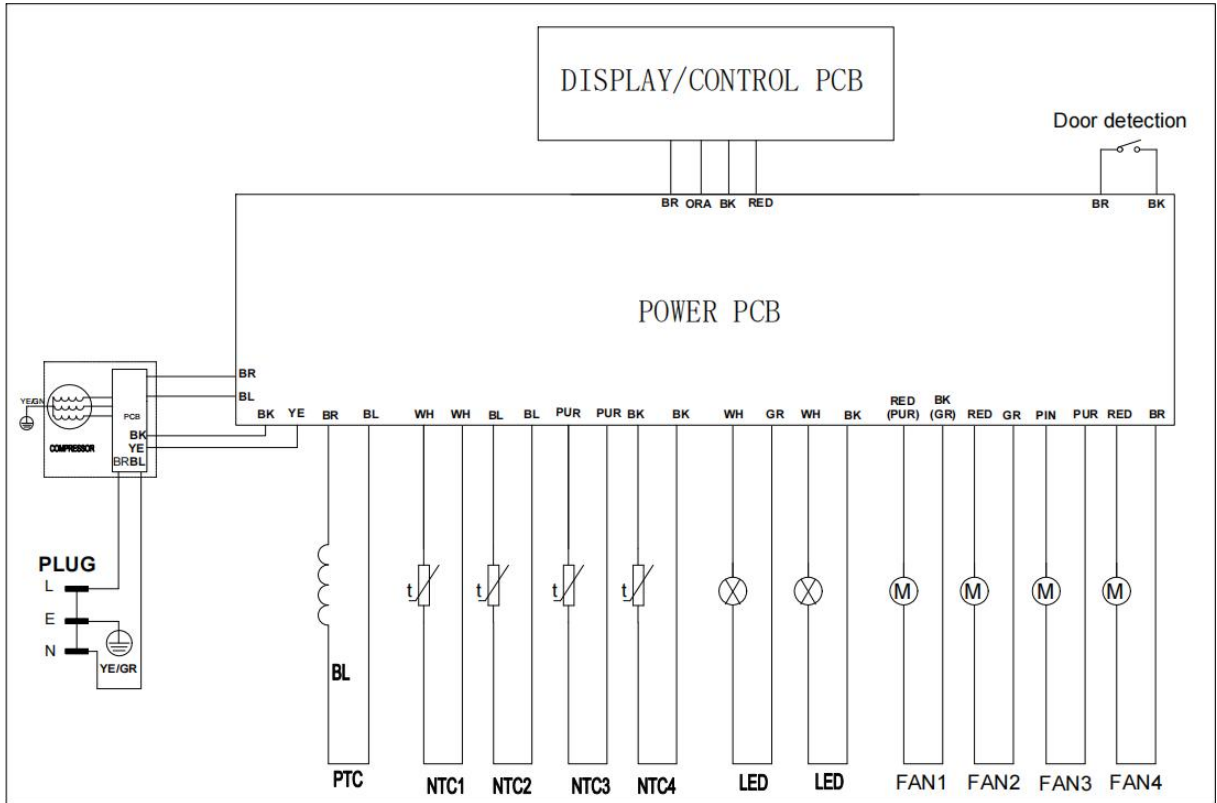 DISPLAY/CONTROL PCB
Door detection
BR ORA BK RED
BR BK
POWER PCB
BR
BL
YE/GN
PCB
COMPRESSOR
BK
YE
BRBL
BK YE BR BL WH WH BL BL PUR PUR BK BK WH GR WH BK RED (PUR) BK (GR) RED GR PIN PUR RED BR
PLUG
L
E
N
YE/GR
t t t t
M M M M
BL
PTC NTC1 NTC2 NTC3 NTC4 LED LED FAN1 FAN2 FAN3 FAN4